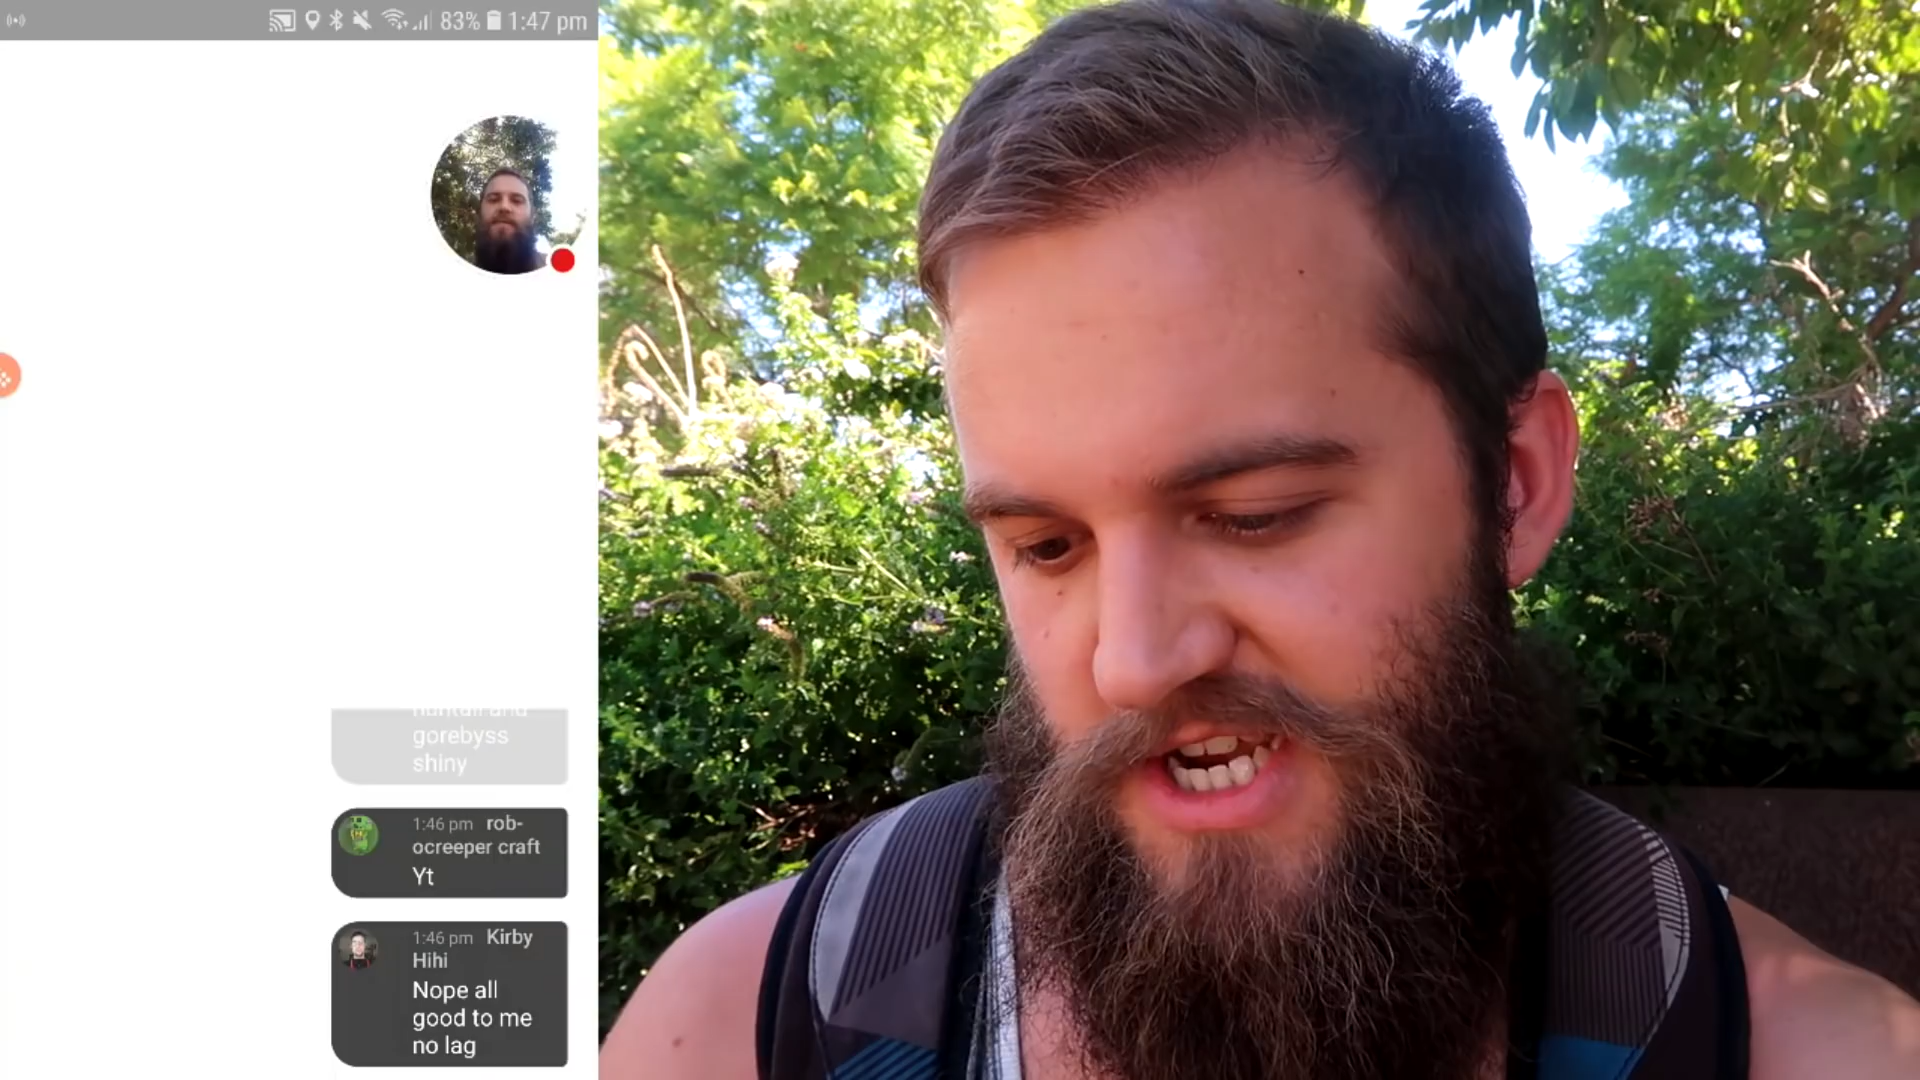 83% 1:47 pm
gorebyss
shiny
1:46 pm rob-
ocreeper craft
Yt
1:46 pm Kirby
Hihi
Nope all
good to me
no lag